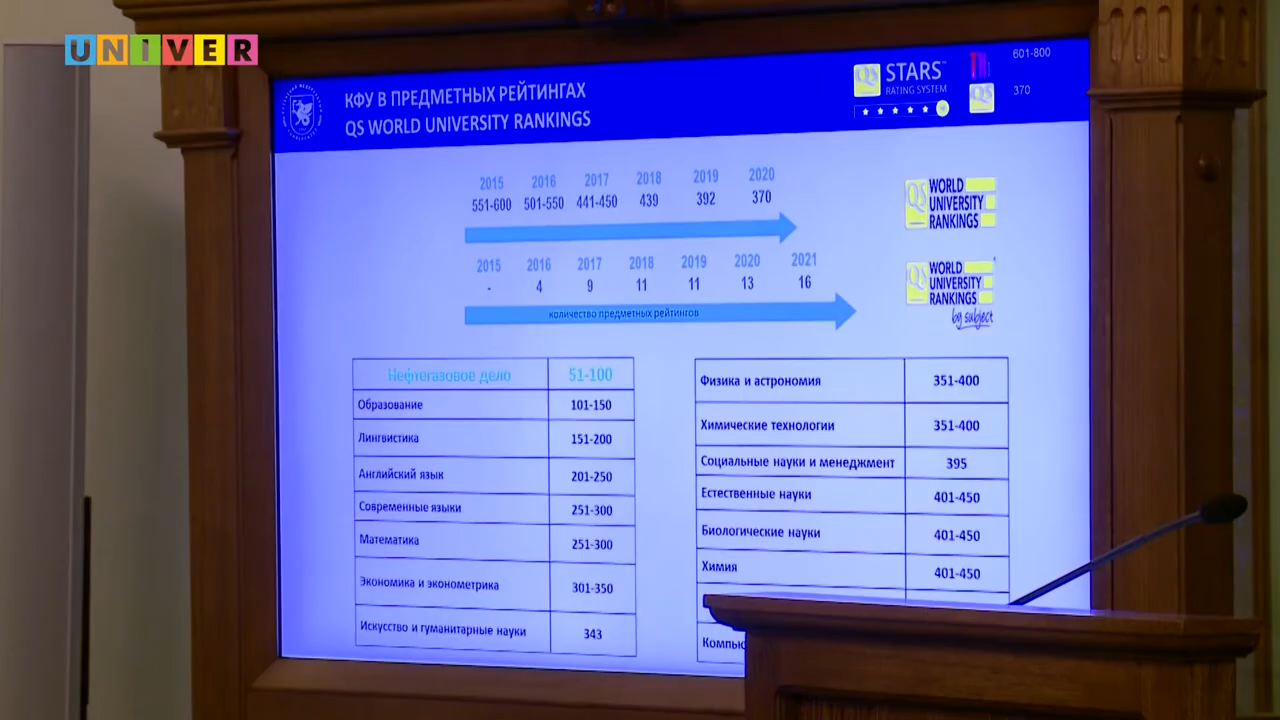 UNIVER
КФУ В ПРЕДМЕТНЫХ РЕЙТИНГАХ
QS WORLD UNIVERSITY RANKINGS
QS STARS™
RATING SYSTEM
601-800
QS 370
2015 2016 2017 2018 2019 2020
551-600 501-550 441-450 439 392 370
QS WORLD
UNIVERSITY
RANKINGS
2015 2016 2017 2018 2019 2020 2021
- 4 9 11 11 13 16
количество предметных рейтингов
QS WORLD
UNIVERSITY
RANKINGS
by subject
Нефтегазовое дело 51-100
Образование 101-150
Лингвистика 151-200
Английский язык 201-250
Современные языки 251-300
Математика 251-300
Экономика и эконометрика 301-350
Искусство и гуманитарные науки 343
Физика и астрономия 351-400
Химические технологии 351-400
Социальные науки и менеджмент 395
Естественные науки 401-450
Биологические науки 401-450
Химия 401-450